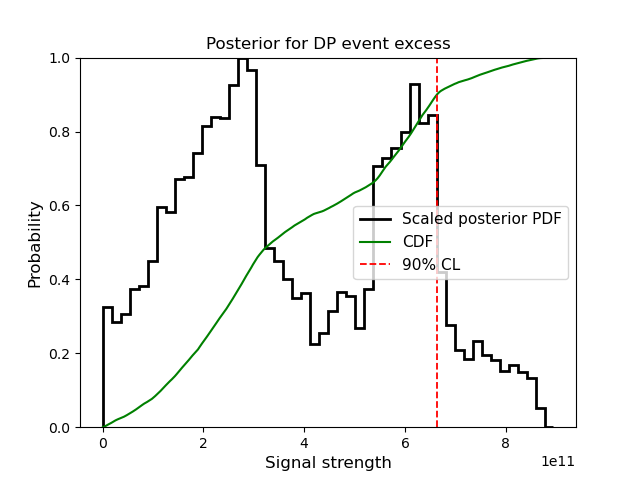 Posterior for DP event excess
Probability
1.0
0.8
0.6
0.4
0.2
0.0
Scaled posterior PDF
CDF
90% CL
0 2 4 6 8
1e11
Signal strength